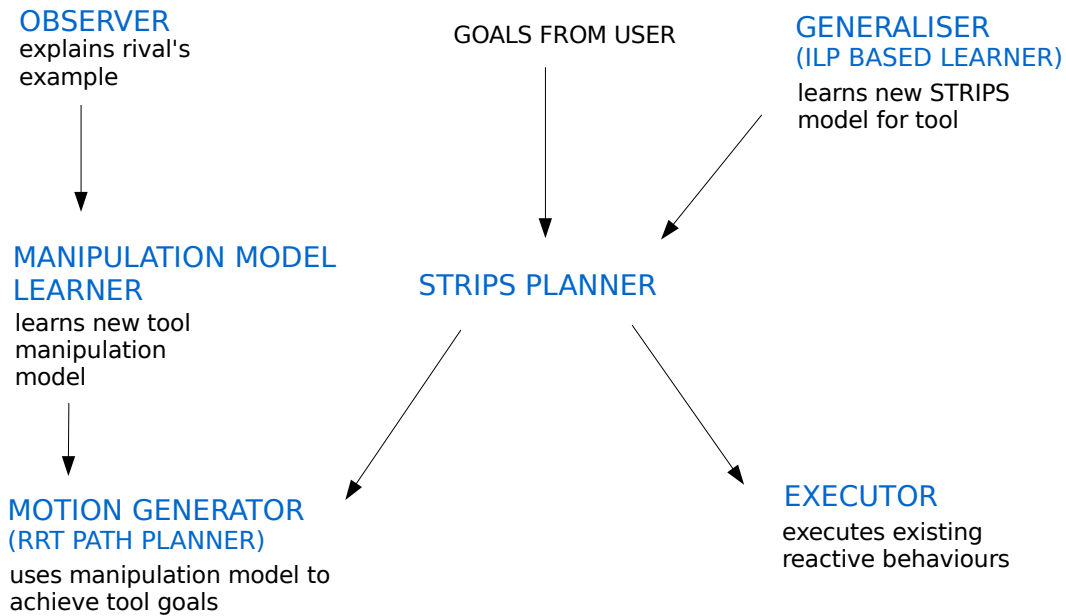 OBSERVER
explains rival's
example
GOALS FROM USER
GENERALISER
(ILP BASED LEARNER)
learns new STRIPS
model for tool
MANIPULATION MODEL
LEARNER
learns new tool
manipulation
model
STRIPS PLANNER
MOTION GENERATOR
(RRT PATH PLANNER)
uses manipulation model to
achieve tool goals
EXECUTOR
executes existing
reactive behaviours